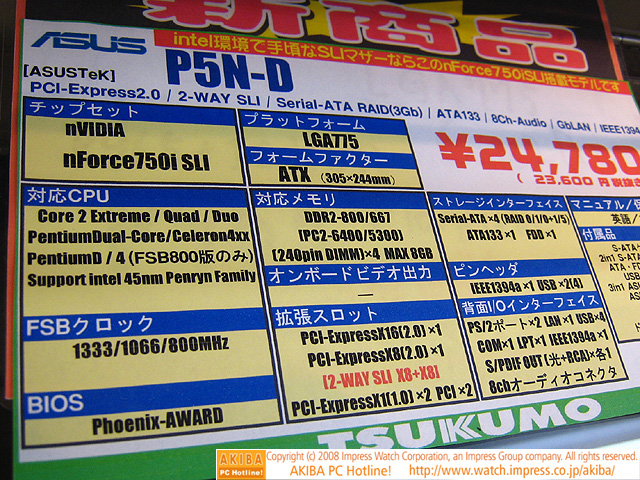 新商品
ASUS
intel環境で手頃なSLIマザーならこのnForce750iSLI搭載モデルです
[ASUSTeK]
P5N-D
PCI-Express2.0 / 2-WAY SLI / Serial-ATA RAID(3Gb) / ATA133 / 8Ch-Audio / GbLAN / IEEE1394
チップセット
nVIDIA
nForce750i SLI
プラットフォーム
LGA775
フォームファクター
ATX (305×244mm)
¥24,780
( 23,600 円
対応CPU
Core 2 Extreme / Quad / Duo
PentiumDual-Core/Celeron4xx
PentiumD / 4 (FSB800版のみ)
Support intel 45nm Penryn Family
FSBクロック
1333/1066/800MHz
BIOS
Phoenix-AWARD
対応メモリ
DDR2-800/667
(PC2-6400/5300)
(240pin DIMM)×4 MAX 8GB
オンボードビデオ出力
—
拡張スロット
PCI-ExpressX16(2.0)×1
PCI-ExpressX8(2.0)×1
[2-WAY SLI X8+X8]
PCI-ExpressX1(1.0)×2 PCI×2
ストレージインターフェイス
Serial-ATA×4 (RAID 0/1/0+1/5)
ATA133×1 FDD×1
ピンヘッダ
IEEE1394a×1 USB×2(4)
背面I/Oインターフェイス
PS/2ポート×2 LAN×1 USB×4
COM×1 LPT×1 IEEE1394a×1
S/PDIF OUT (光+RCA)×各1
8chオーディオコネクタ
マニュアル/
英語/
付属品
S-ATA
2in1 S-ATA
ATA・FD
USB
3in1 AS
TSUKUMO
AKIBA
PC Hotline!
Copyright (c) 2008 Impress Watch Corporation, an Impress Group company. All rights reserved.
AKIBA PC Hotline! http://www.watch.impress.co.jp/akiba/